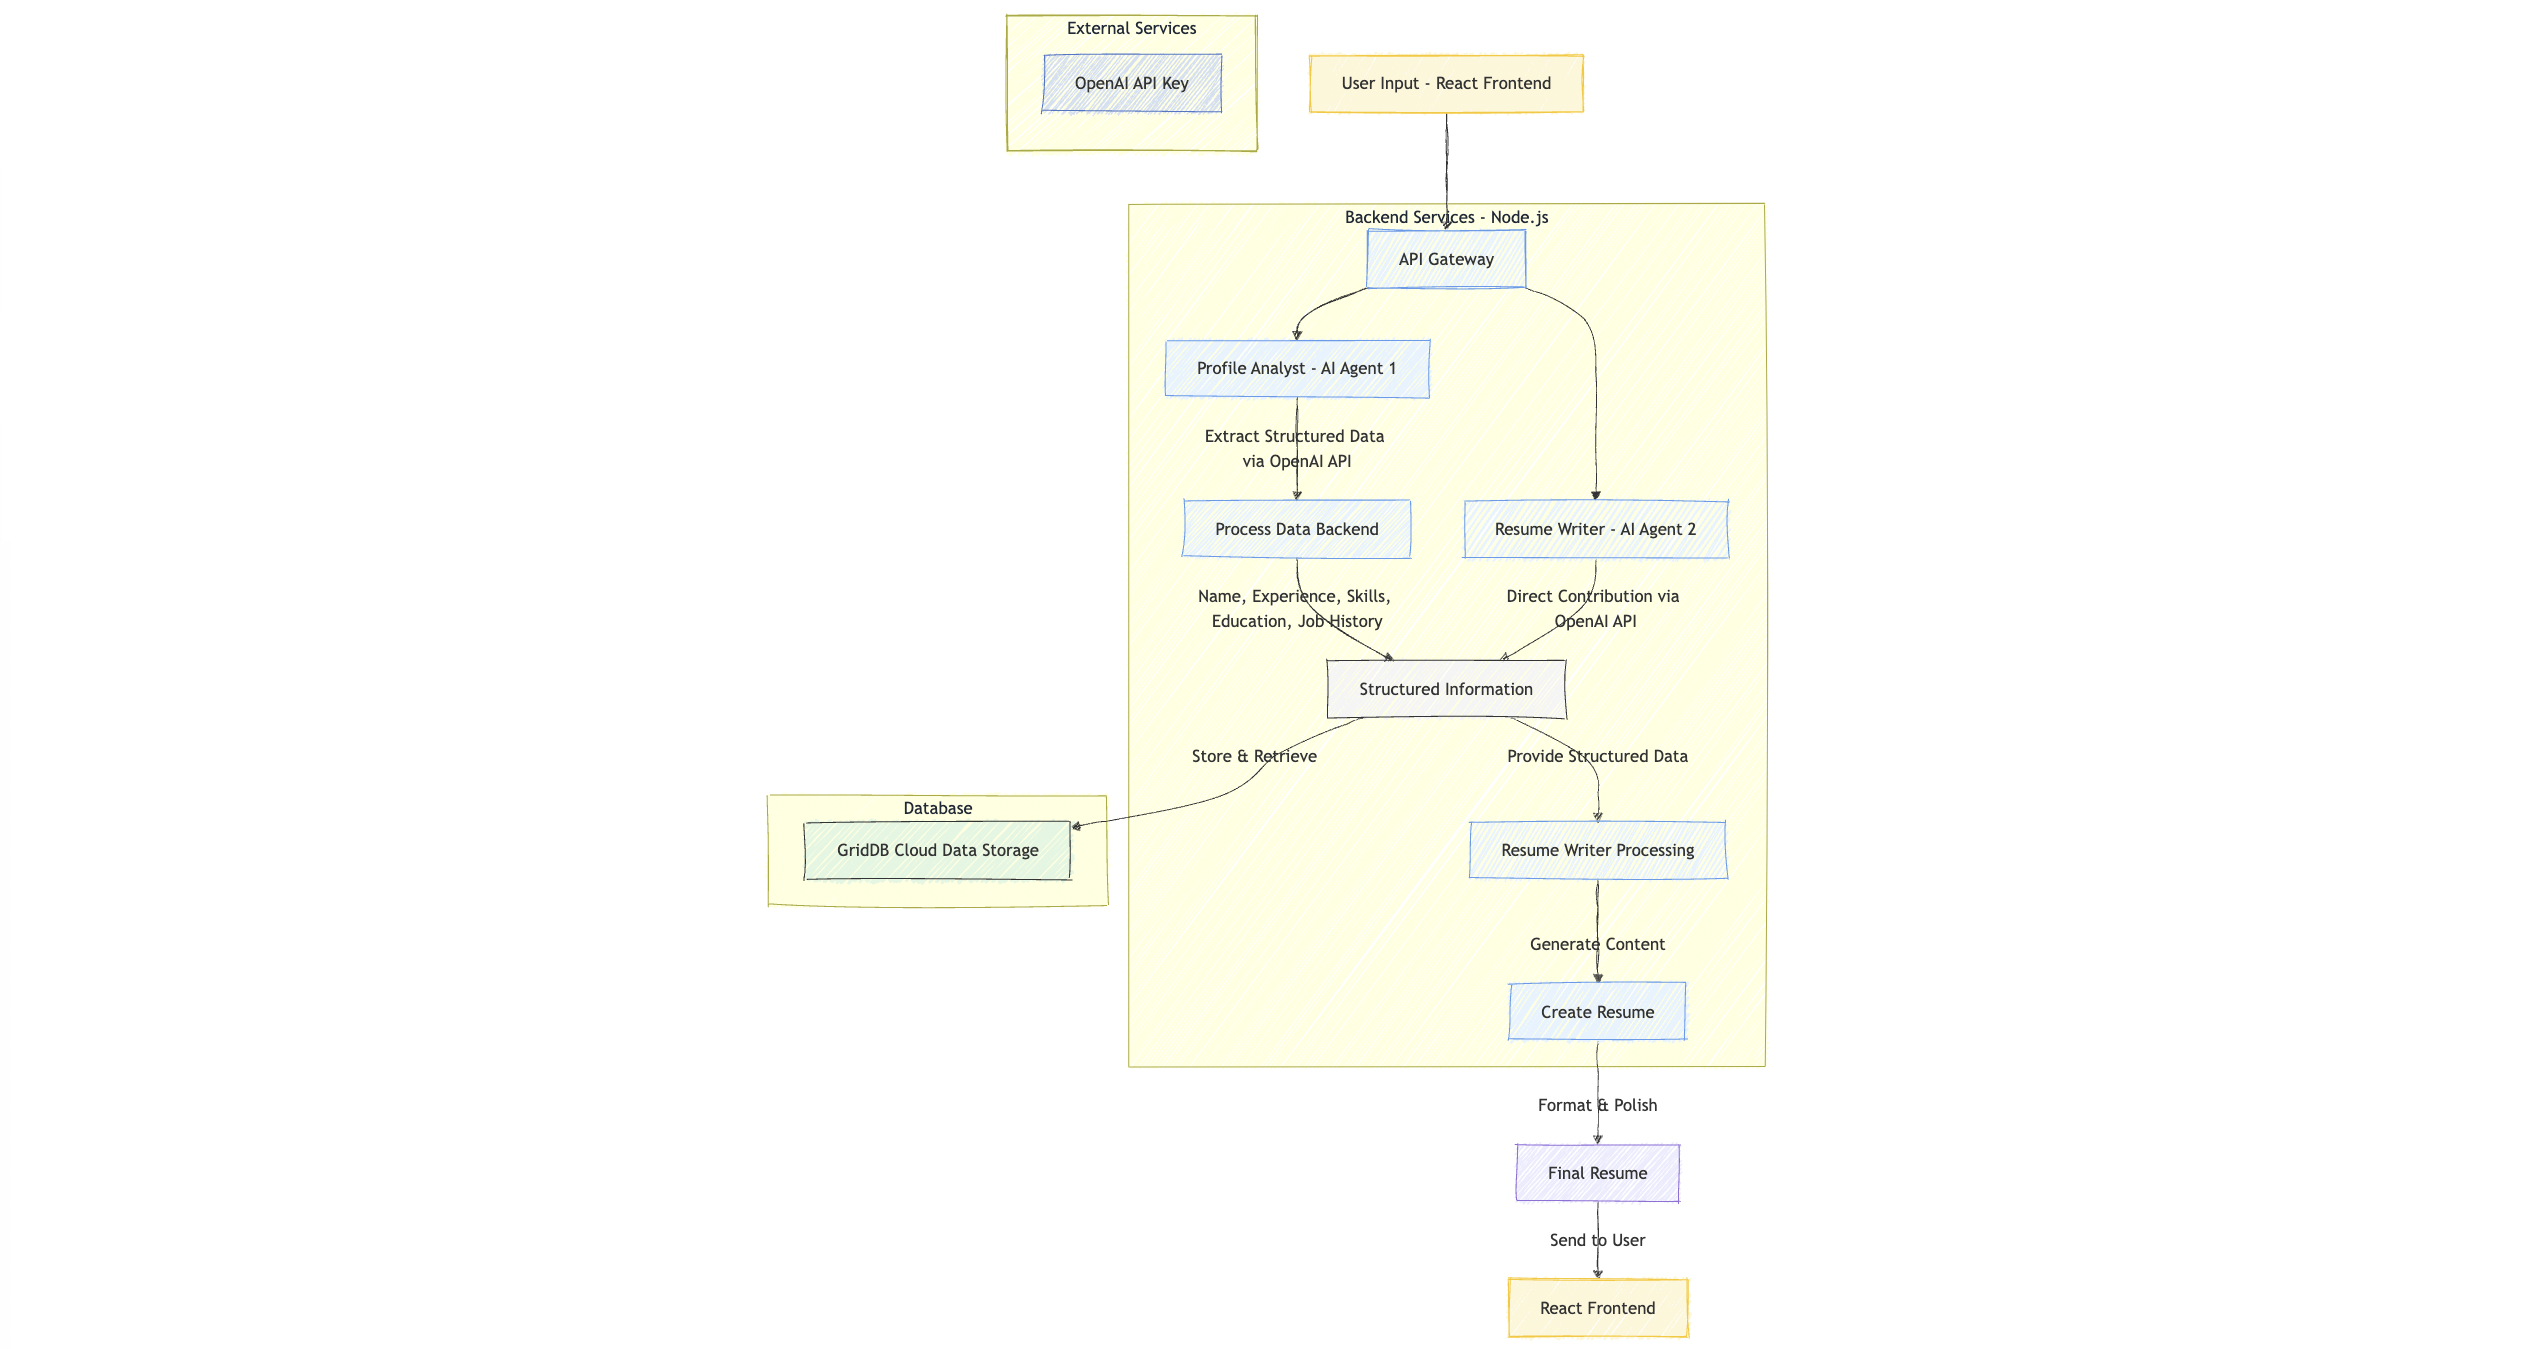 External Services
OpenAI API Key
User Input - React Frontend
Backend Services - Node.js
API Gateway
Profile Analyst - AI Agent 1
Extract Structured Data
via OpenAI API
Process Data Backend
Resume Writer - AI Agent 2
Name, Experience, Skills,
Education, Job History
Direct Contribution via
OpenAI API
Structured Information
Store & Retrieve
Provide Structured Data
Database
GridDB Cloud Data Storage
Resume Writer Processing
Generate Content
Create Resume
Format & Polish
Final Resume
Send to User
React Frontend